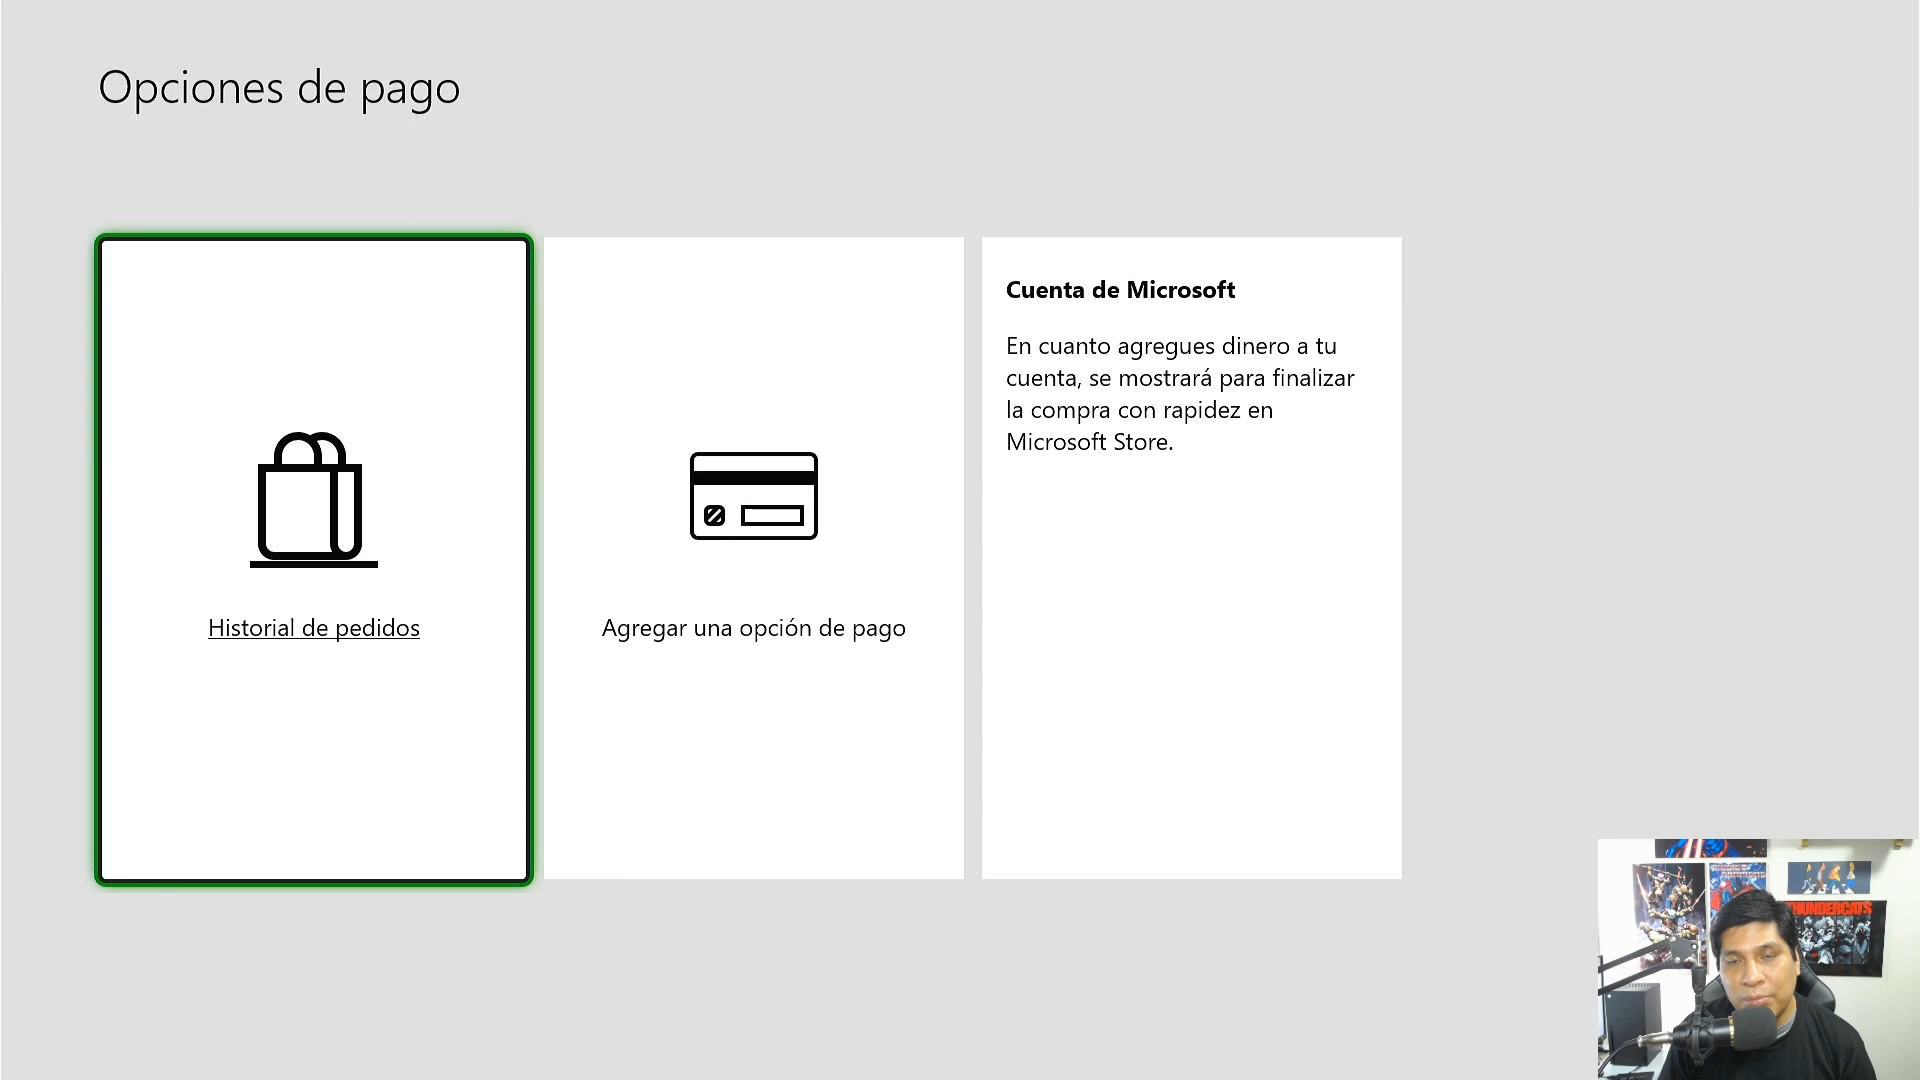 Opciones de pago
Historial de pedidos
Agregar una opción de pago
Cuenta de Microsoft
En cuanto agregues dinero a tu
cuenta, se mostrará para finalizar
la compra con rapidez en
Microsoft Store.
THUNDERCATS